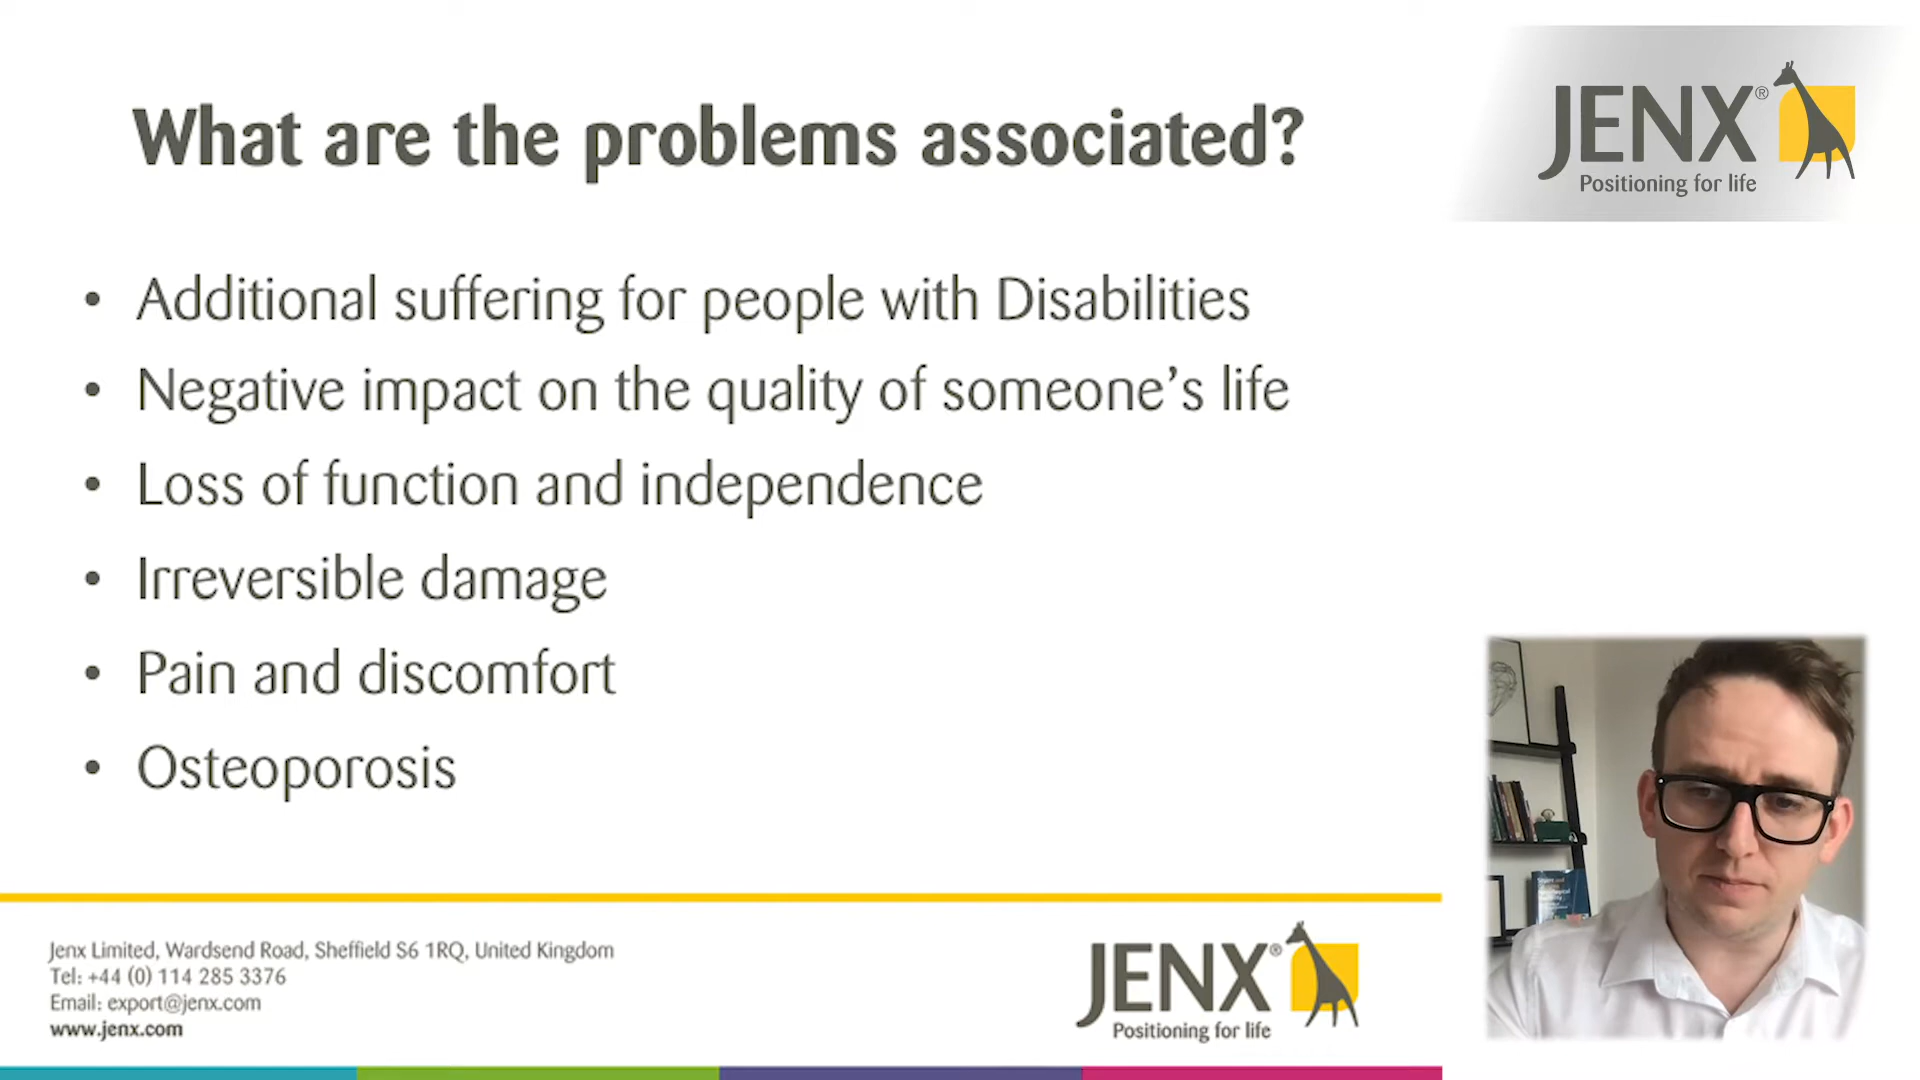 What are the problems associated?
JENX®
Positioning for life
• Additional suffering for people with Disabilities
• Negative impact on the quality of someone’s life
• Loss of function and independence
• Irreversible damage
• Pain and discomfort
• Osteoporosis
Jenx Limited, Wardsend Road, Sheffield S6 1RQ, United Kingdom
Tel: +44 (0) 114 285 3376
Email: export@jenx.com
www.jenx.com
JENX®
Positioning for life